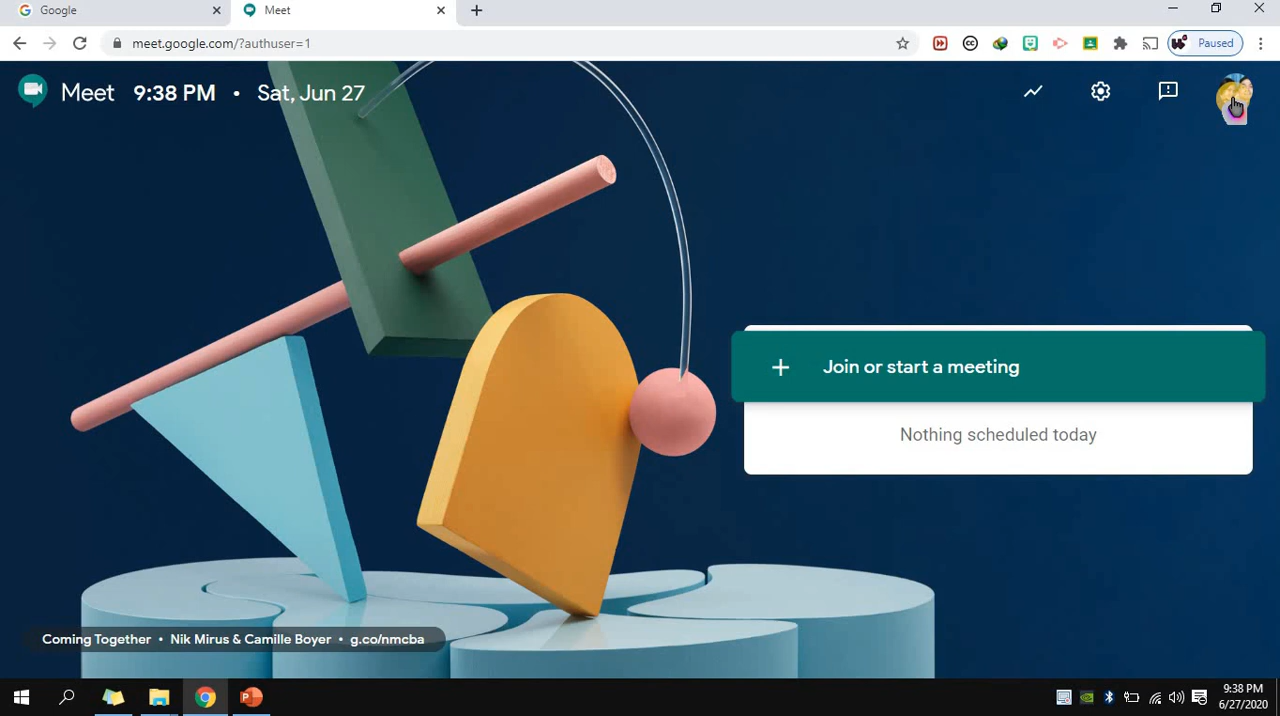 Google
Meet
meet.google.com/?authuser=1
Paused
Meet 9:38 PM • Sat, Jun 27
Join or start a meeting
Nothing scheduled today
Coming Together • Nik Mirus & Camille Boyer • g.co/nmcba
9:38 PM
6/27/2020